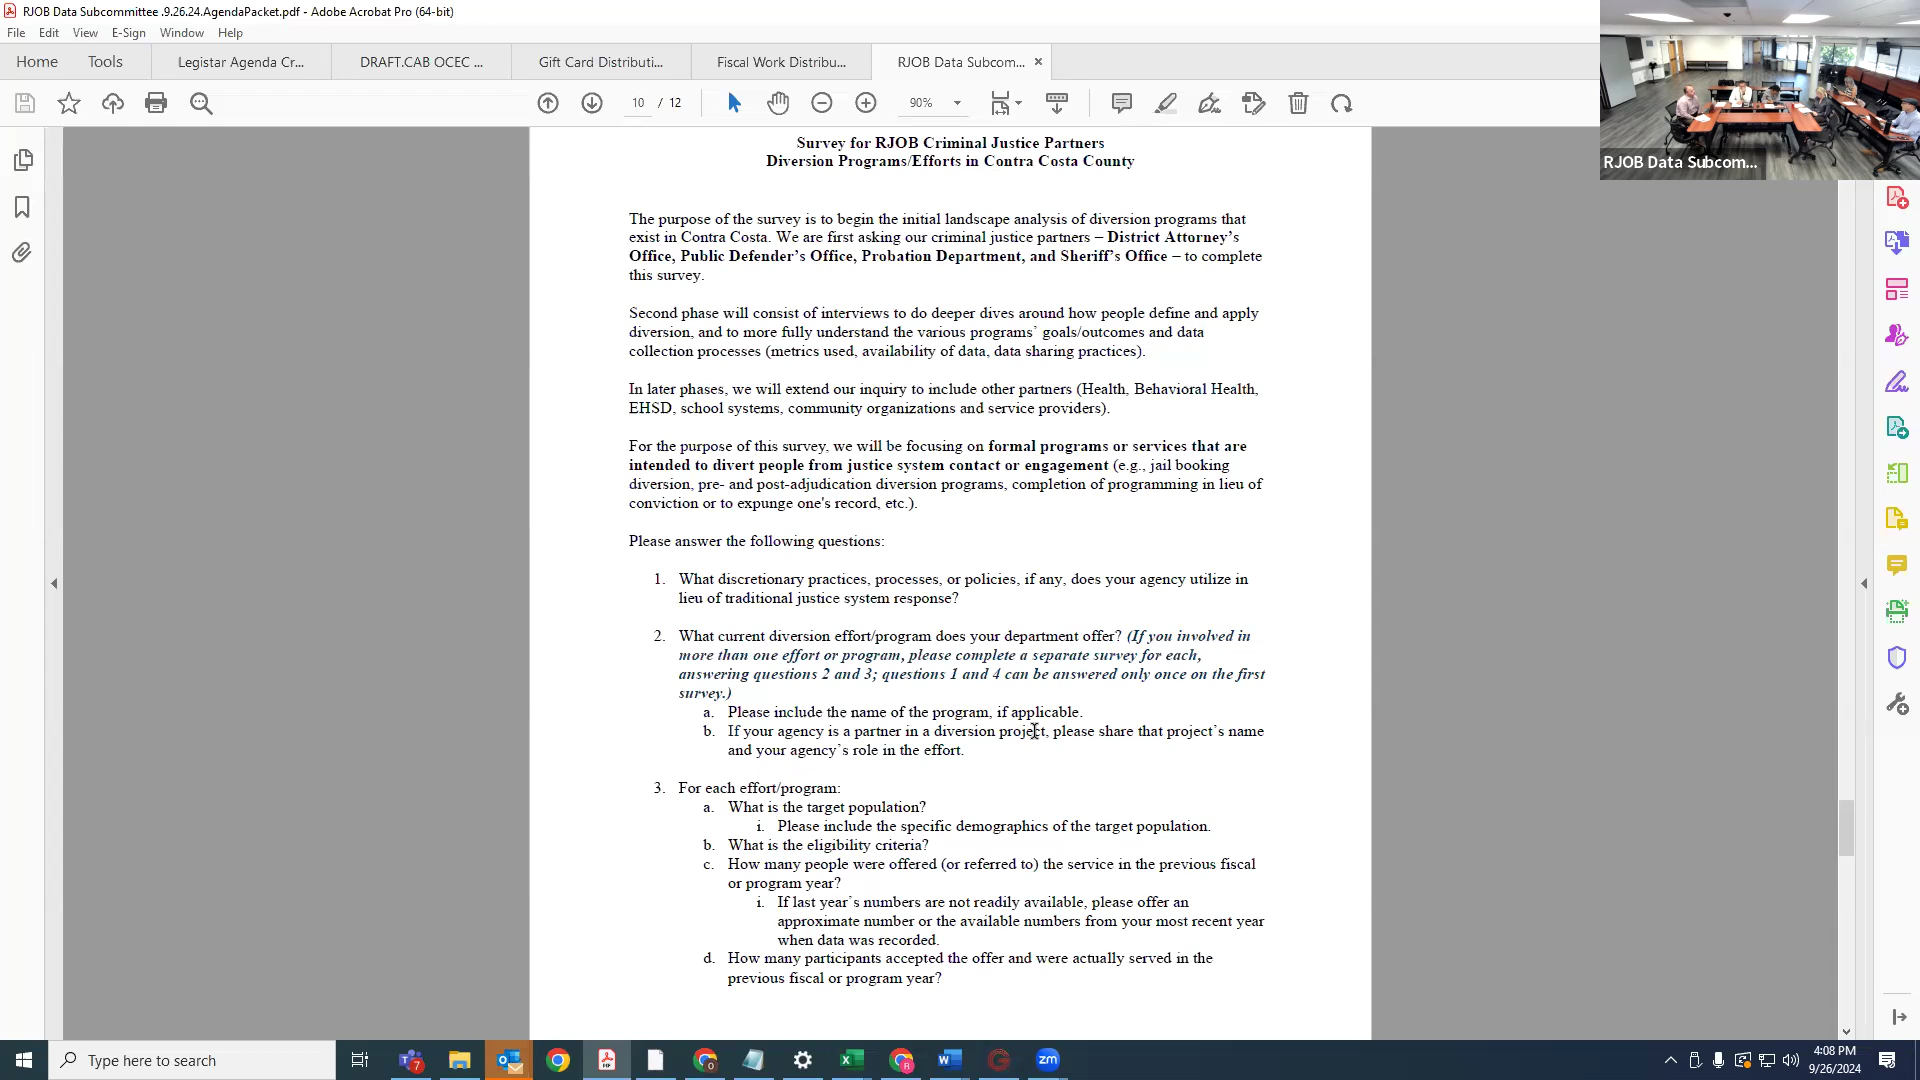 RJOB Data Subcommittee .9.26.24.AgendaPacket.pdf - Adobe Acrobat Pro (64-bit)
File Edit View E-Sign Window Help
Home Tools Legistar Agenda Cr... DRAFT.CAB OCEC ... Gift Card Distributi... Fiscal Work Distribu... RJOB Data Subcom... ×
10 / 12 90%
RJOB Data Subcom...
Survey for RJOB Criminal Justice Partners
Diversion Programs/Efforts in Contra Costa County
The purpose of the survey is to begin the initial landscape analysis of diversion programs that
exist in Contra Costa. We are first asking our criminal justice partners – District Attorney’s
Office, Public Defender’s Office, Probation Department, and Sheriff’s Office – to complete
this survey.
Second phase will consist of interviews to do deeper dives around how people define and apply
diversion, and to more fully understand the various programs’ goals/outcomes and data
collection processes (metrics used, availability of data, data sharing practices).
In later phases, we will extend our inquiry to include other partners (Health, Behavioral Health,
EHSD, school systems, community organizations and service providers).
For the purpose of this survey, we will be focusing on formal programs or services that are
intended to divert people from justice system contact or engagement (e.g., jail booking
diversion, pre- and post-adjudication diversion programs, completion of programming in lieu of
conviction or to expunge one's record, etc.).
Please answer the following questions:
1. What discretionary practices, processes, or policies, if any, does your agency utilize in
lieu of traditional justice system response?
2. What current diversion effort/program does your department offer? (If you involved in
more than one effort or program, please complete a separate survey for each,
answering questions 2 and 3; questions 1 and 4 can be answered only once on the first
survey.)
a. Please include the name of the program, if applicable.
b. If your agency is a partner in a diversion project, please share that project’s name
and your agency’s role in the effort.
3. For each effort/program:
a. What is the target population?
i. Please include the specific demographics of the target population.
b. What is the eligibility criteria?
c. How many people were offered (or referred to) the service in the previous fiscal
or program year?
i. If last year’s numbers are not readily available, please offer an
approximate number or the available numbers from your most recent year
when data was recorded.
d. How many participants accepted the offer and were actually served in the
previous fiscal or program year?
Type here to search
4:08 PM
9/26/2024